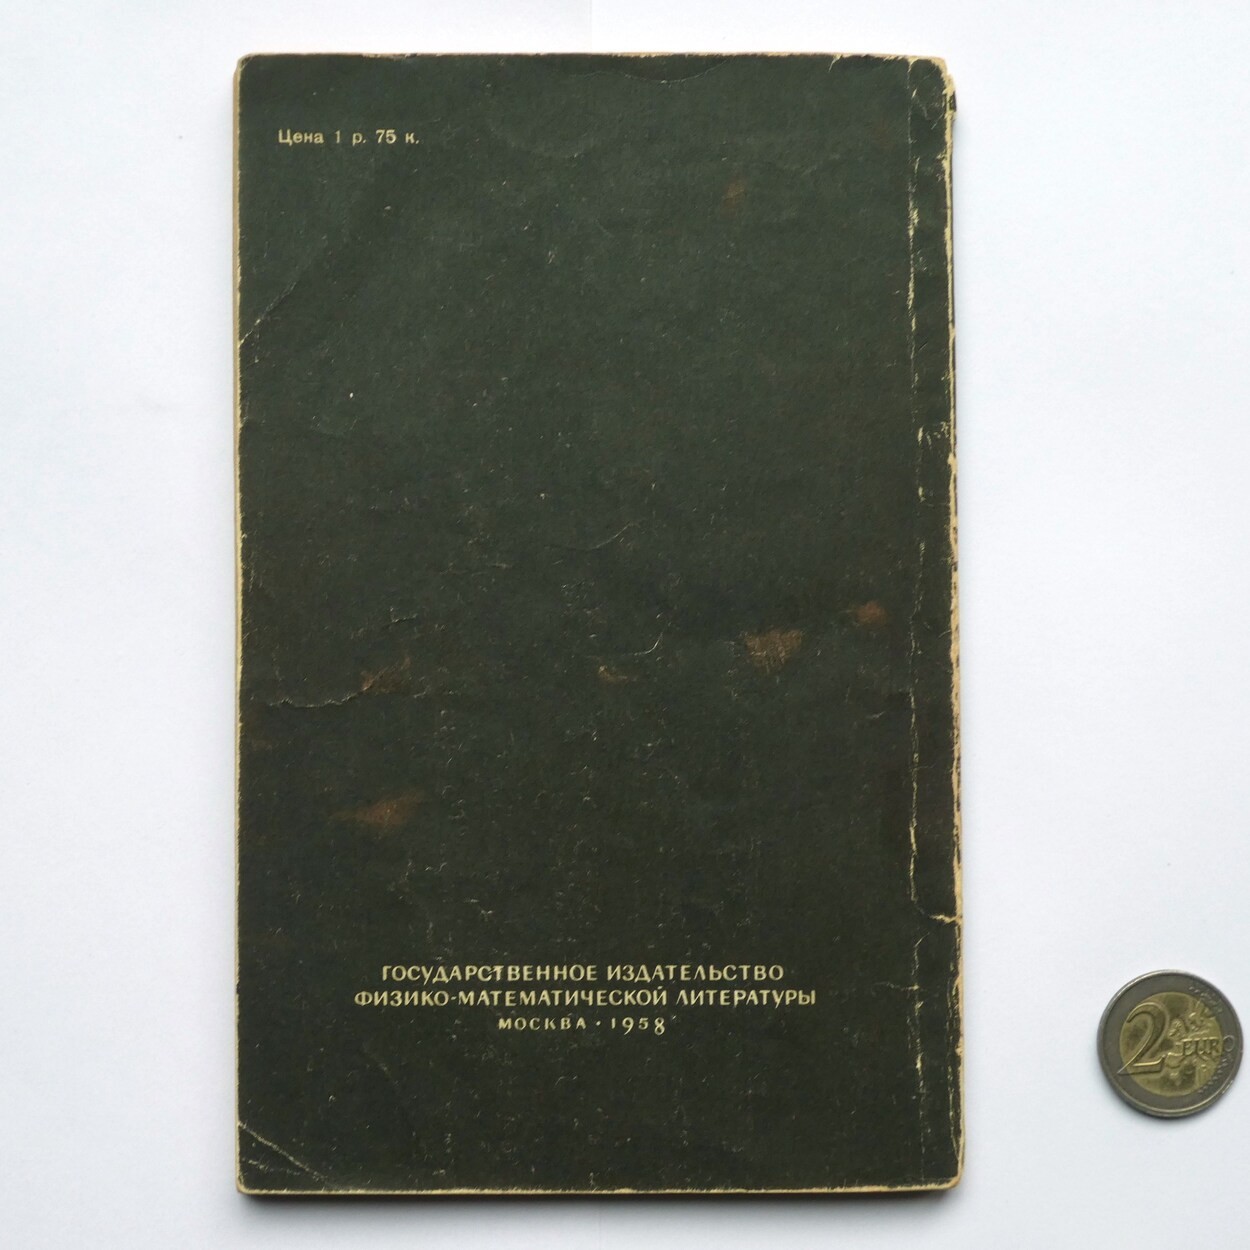 Цена 1 р. 75 к.
ГОСУДАРСТВЕННОЕ ИЗДАТЕЛЬСТВО
ФИЗИКО-МАТЕМАТИЧЕСКОЙ ЛИТЕРАТУРЫ
МОСКВА · 1958
2 EURO